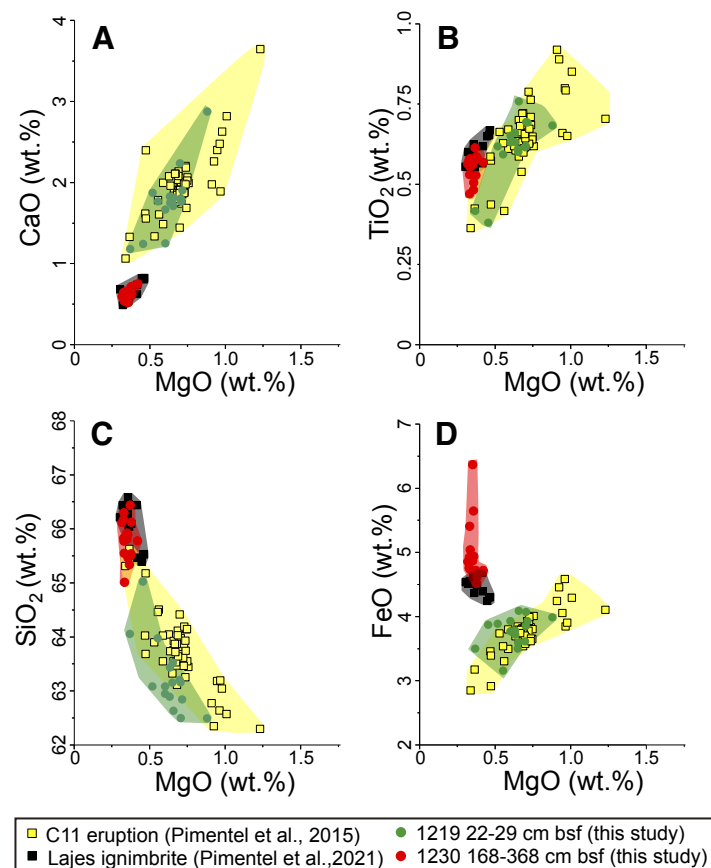 A
CaO (wt.%)
4
3
2
1
0
0
0.5
1.0
1.5
MgO (wt.%)
B
TiO₂ (wt.%)
1.0
0.75
0.5
0.25
0
0
0.5
1.0
1.5
MgO (wt.%)
C
SiO₂ (wt.%)
68
67
66
65
64
63
62
0
0.5
1.0
1.5
MgO (wt.%)
D
FeO (wt.%)
7
6
5
4
3
2
0
0.5
1.0
1.5
MgO (wt.%)
C11 eruption (Pimentel et al., 2015)
Lajes ignimbrite (Pimentel et al.,2021)
1219 22-29 cm bsf (this study)
1230 168-368 cm bsf (this study)